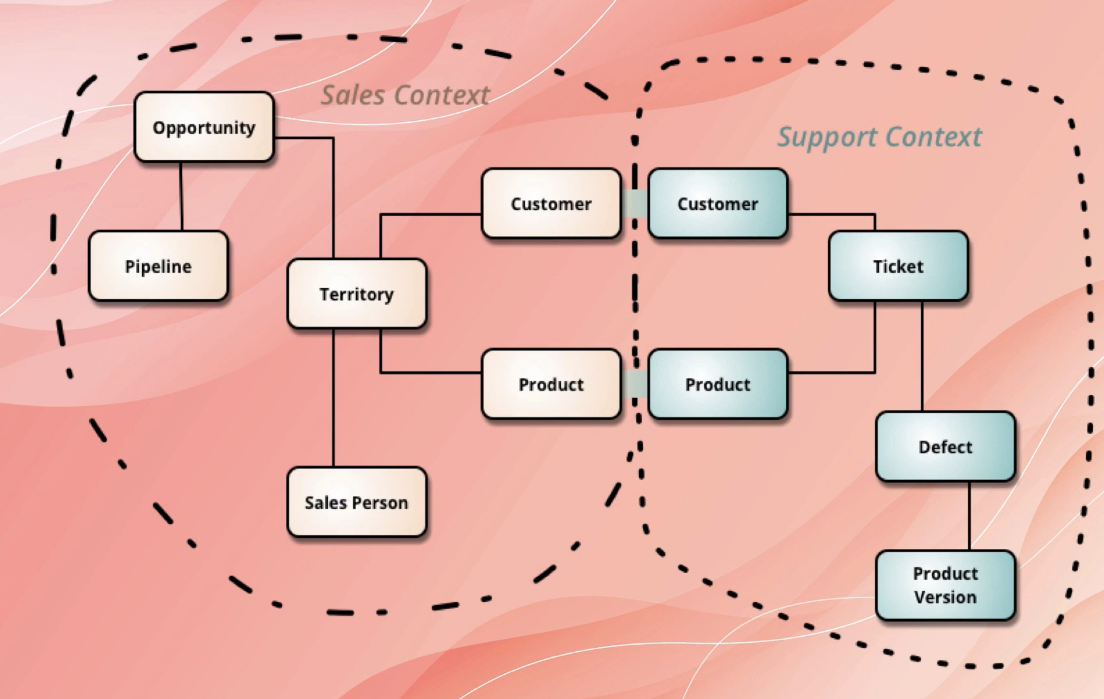 Sales Context
Opportunity
Support Context
Customer
Customer
Pipeline
Ticket
Territory
Product
Product
Defect
Sales Person
Product
Version